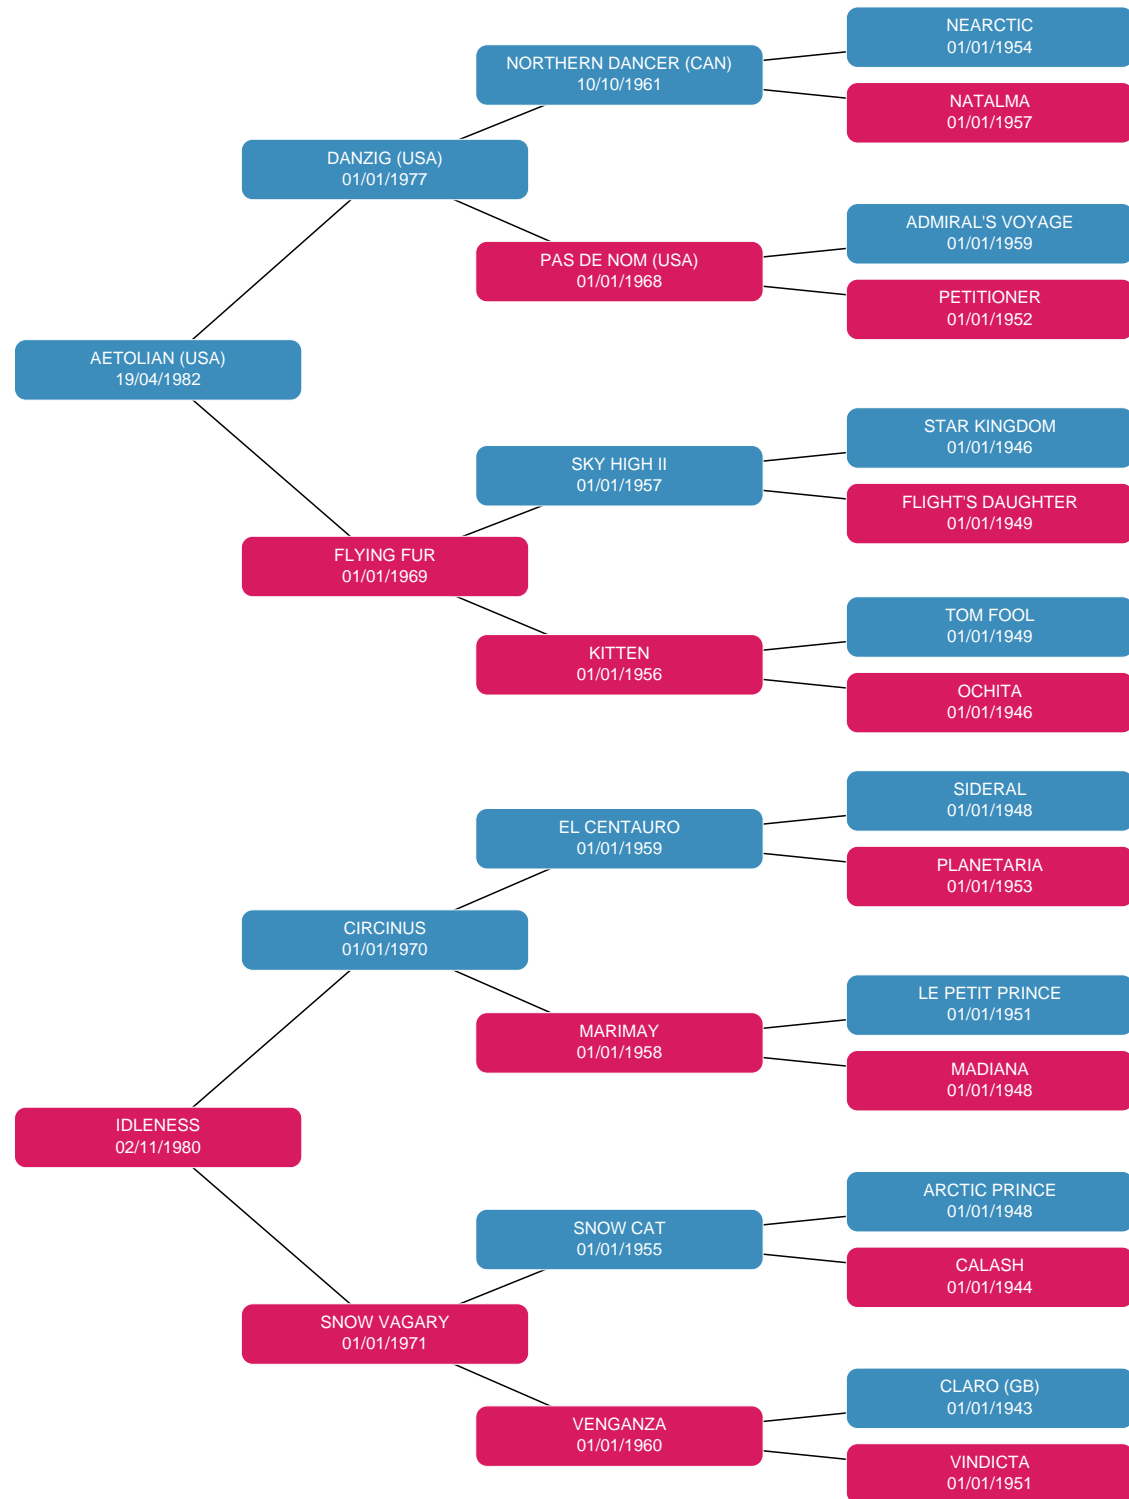 NEARCTIC
01/01/1954
NORTHERN DANCER (CAN)
10/10/1961
NATALMA
01/01/1957
DANZIG (USA)
01/01/1977
ADMIRAL'S VOYAGE
01/01/1959
PAS DE NOM (USA)
01/01/1968
PETITIONER
01/01/1952
AETOLIAN (USA)
19/04/1982
STAR KINGDOM
01/01/1946
SKY HIGH II
01/01/1957
FLIGHT'S DAUGHTER
01/01/1949
FLYING FUR
01/01/1969
TOM FOOL
01/01/1949
KITTEN
01/01/1956
OCHITA
01/01/1946
SIDERAL
01/01/1948
EL CENTAURO
01/01/1959
PLANETARIA
01/01/1953
CIRCINUS
01/01/1970
LE PETIT PRINCE
01/01/1951
MARIMAY
01/01/1958
MADIANA
01/01/1948
IDLENESS
02/11/1980
ARCTIC PRINCE
01/01/1948
SNOW CAT
01/01/1955
CALASH
01/01/1944
SNOW VAGARY
01/01/1971
CLARO (GB)
01/01/1943
VENGANZA
01/01/1960
VINDICTA
01/01/1951